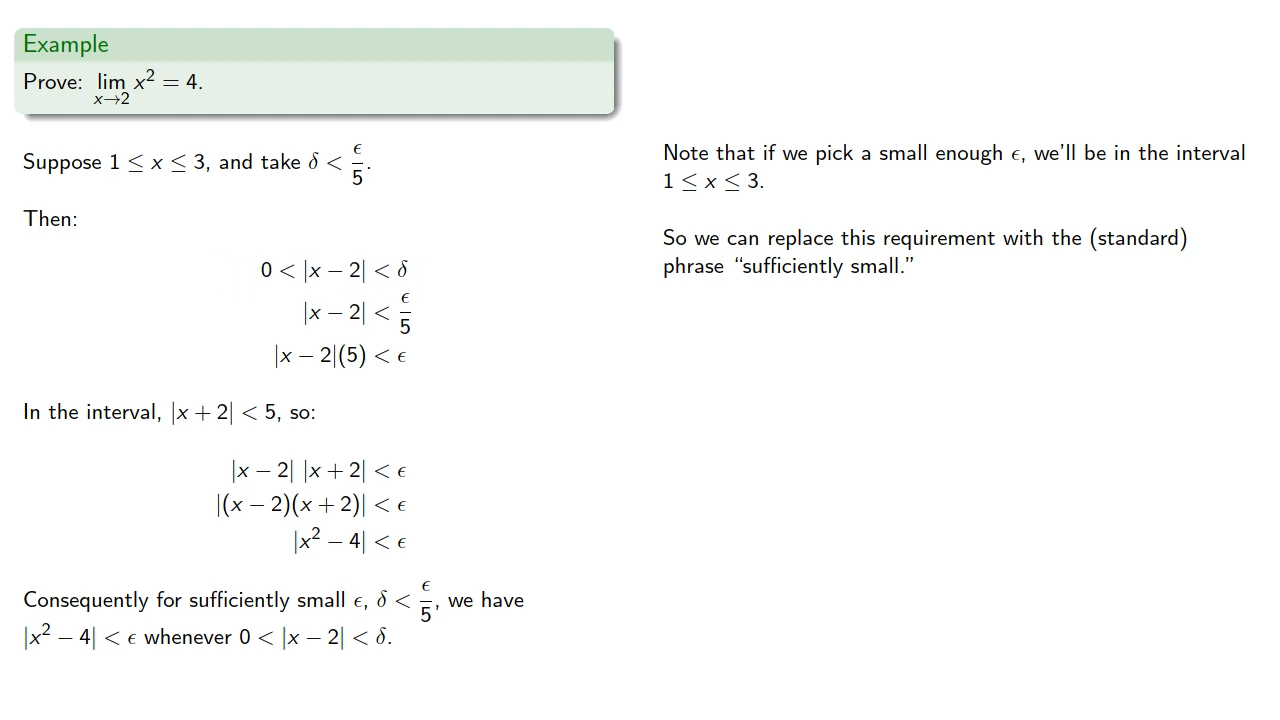 Example
Prove: lim x² = 4.
x→2
Suppose 1 ≤ x ≤ 3, and take δ < ϵ/5.
Then:
0 < |x − 2| < δ
|x − 2| < ϵ/5
|x − 2|(5) < ϵ
In the interval, |x + 2| < 5, so:
|x − 2| |x + 2| < ϵ
|(x − 2)(x + 2)| < ϵ
|x² − 4| < ϵ
Consequently for sufficiently small ϵ, δ < ϵ/5, we have
|x² − 4| < ϵ whenever 0 < |x − 2| < δ.
Note that if we pick a small enough ϵ, we'll be in the interval
1 ≤ x ≤ 3.
So we can replace this requirement with the (standard)
phrase “sufficiently small.”